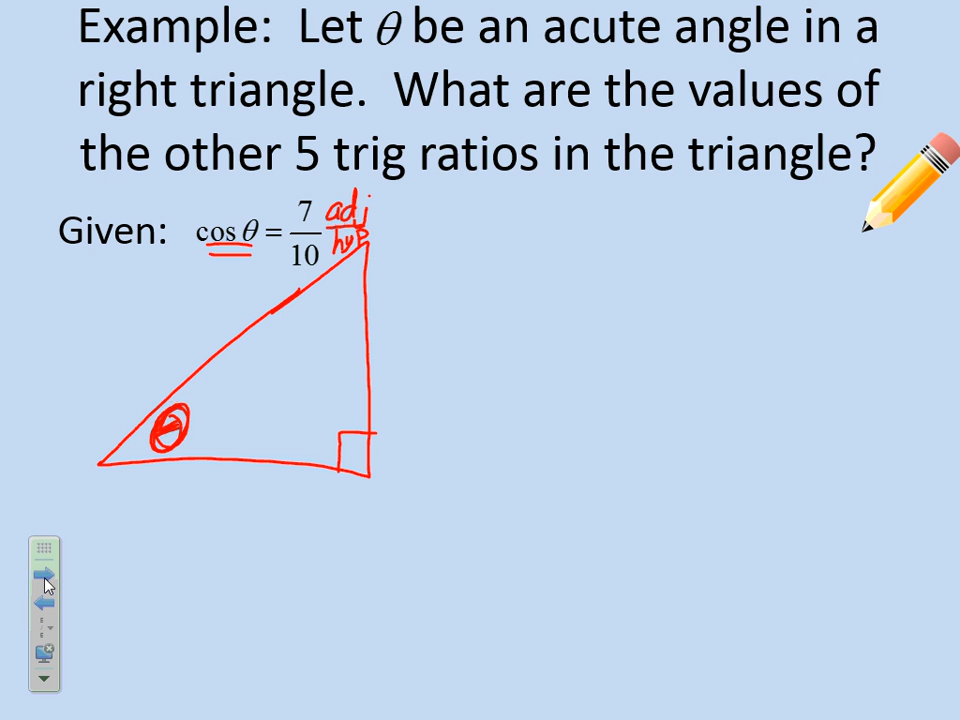 Example: Let θ be an acute angle in a
right triangle. What are the values of
the other 5 trig ratios in the triangle?
Given: cos θ = 7/10 adj/hyp
θ